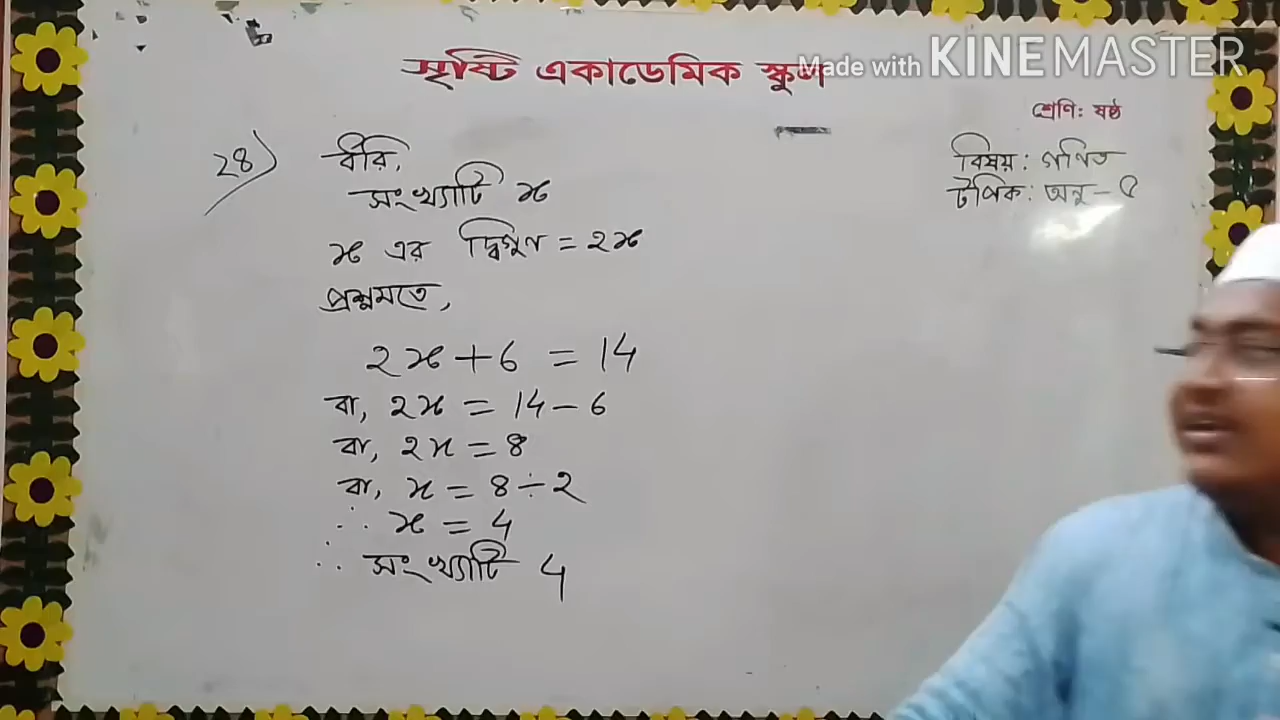 সৃষ্টি একাডেমিক স্কুল
Made with KINEMASTER
শ্রেণি: ষষ্ঠ
বিষয়: গণিত
টপিক: অনু - ৫
28) ধরি,
সংখ্যাটি x
x এর দ্বিগুণ = 2x
প্রশ্নমতে,
2x + 6 = 14
বা, 2x = 14 - 6
বা, 2x = 8
বা, x = 8 ÷ 2
∴ x = 4
∴ সংখ্যাটি 4